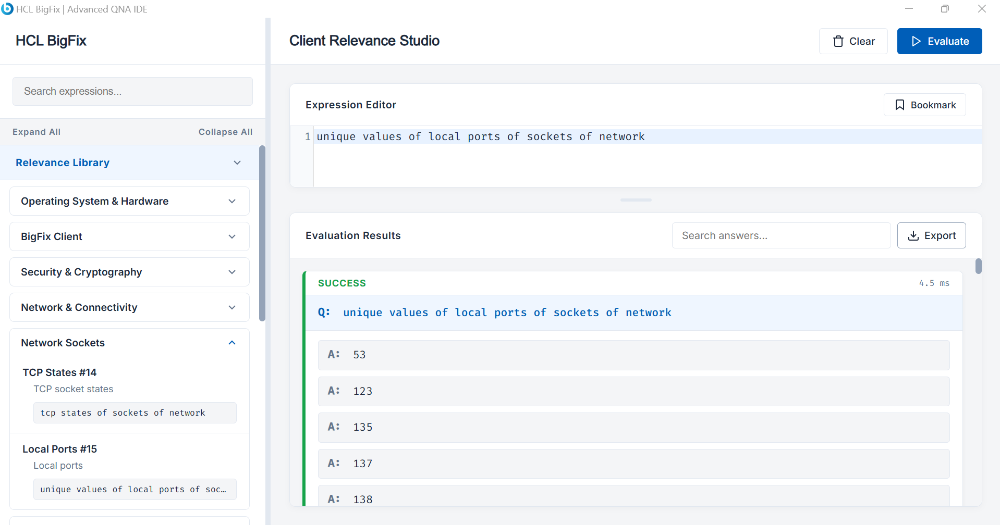 HCL BigFix | Advanced QNA IDE
HCL BigFix
Search expressions...
Expand All
Collapse All
Relevance Library
Operating System & Hardware
BigFix Client
Security & Cryptography
Network & Connectivity
Network Sockets
TCP States #14
TCP socket states
tcp states of sockets of network
Local Ports #15
Local ports
unique values of local ports of soc...
Client Relevance Studio
Clear
Evaluate
Expression Editor
Bookmark
1 unique values of local ports of sockets of network
Evaluation Results
Search answers...
Export
SUCCESS
4.5 ms
Q: unique values of local ports of sockets of network
A: 53
A: 123
A: 135
A: 137
A: 138